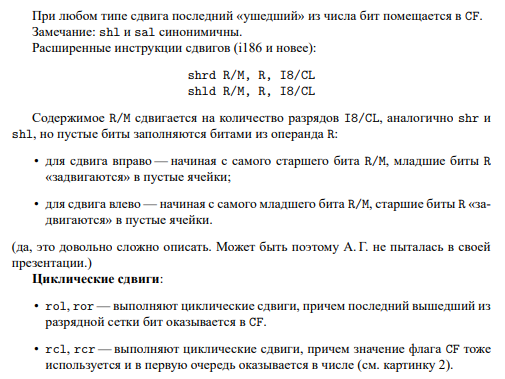 При любом типе сдвига последний «ушедший» из числа бит помещается в CF.
Замечание: shl и sal синонимичны.
Расширенные инструкции сдвигов (i186 и новее):
shrd R/M, R, I8/CL
shld R/M, R, I8/CL
Содержимое R/M сдвигается на количество разрядов I8/CL, аналогично shr и
shl, но пустые биты заполняются битами из операнда R:
• для сдвига вправо — начиная с самого старшего бита R/M, младшие биты R
«задвигаются» в пустые ячейки;
• для сдвига влево — начиная с самого младшего бита R/M, старшие биты R «за-
двигаются» в пустые ячейки.
(да, это довольно сложно описать. Может быть поэтому А. Г. не пыталась в своей
презентации.)
Циклические сдвиги:
• rol, ror — выполняют циклические сдвиги, причем последний вышедший из
разрядной сетки бит оказывается в CF.
• rcl, rcr — выполняют циклические сдвиги, причем значение флага CF тоже
используется и в первую очередь оказывается в числе (см. картинку 2).